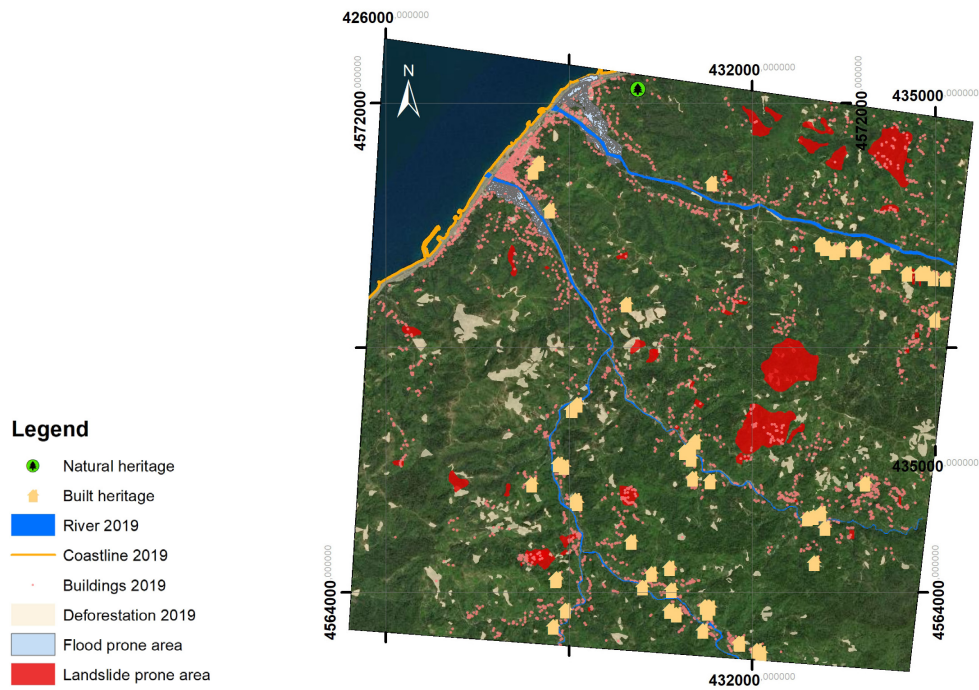 426000.000000
N
432000.000000
435000.000000
4572000.000000
4572000.000000
435000.000000
Legend
Natural heritage
Built heritage
River 2019
Coastline 2019
Buildings 2019
Deforestation 2019
Flood prone area
Landslide prone area
4564000.000000
4564000.000000
432000.000000